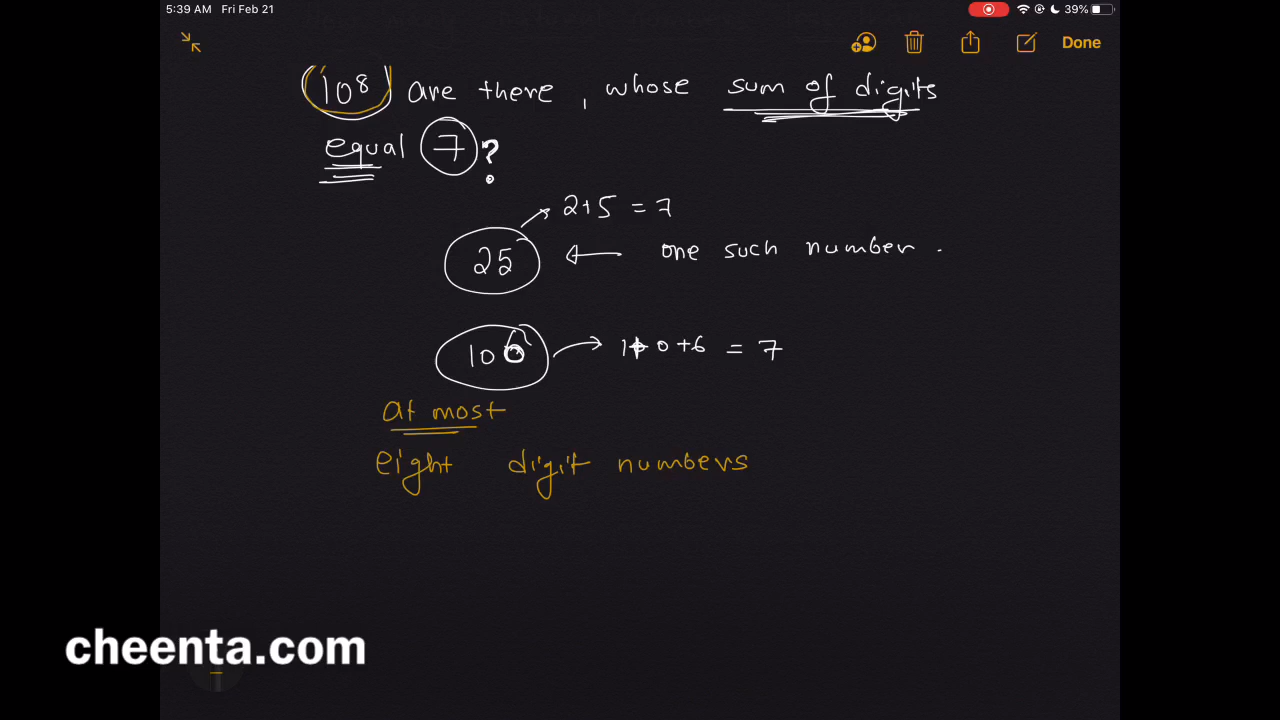 5:39 AM Fri Feb 21
39%
Done
10⁸ are there, whose sum of digits
equal 7?
2+5 = 7
25 ← one such number.
106 → 1+0+6 = 7
at most
eight digit numbers
cheenta.com